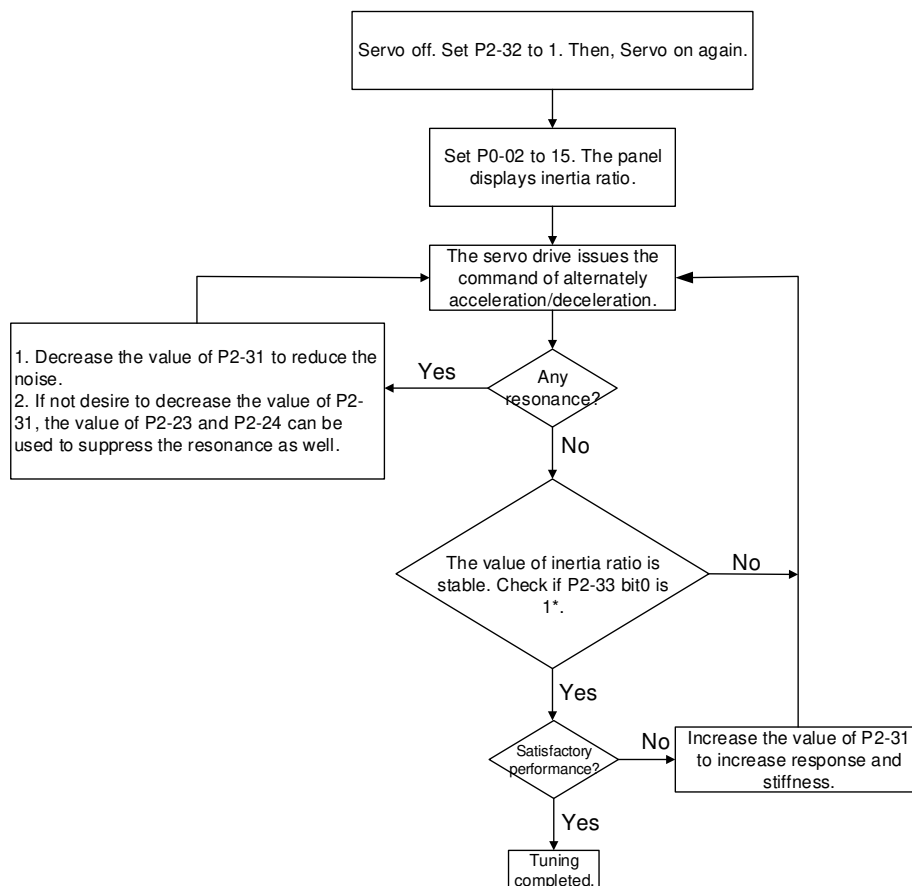 Servo off. Set P2-32 to 1. Then, Servo on again.
Set P0-02 to 15. The panel
displays inertia ratio.
The servo drive issues the
command of alternately
acceleration/deceleration.
1. Decrease the value of P2-31 to reduce the
noise.
2. If not desire to decrease the value of P2-
31, the value of P2-23 and P2-24 can be
used to suppress the resonance as well.
Yes
Any
resonance?
No
The value of inertia ratio is
stable. Check if P2-33 bit0 is
1*.
No
Yes
Satisfactory
performance?
No
Increase the value of P2-31
to increase response and
stiffness.
Yes
Tuning
completed.